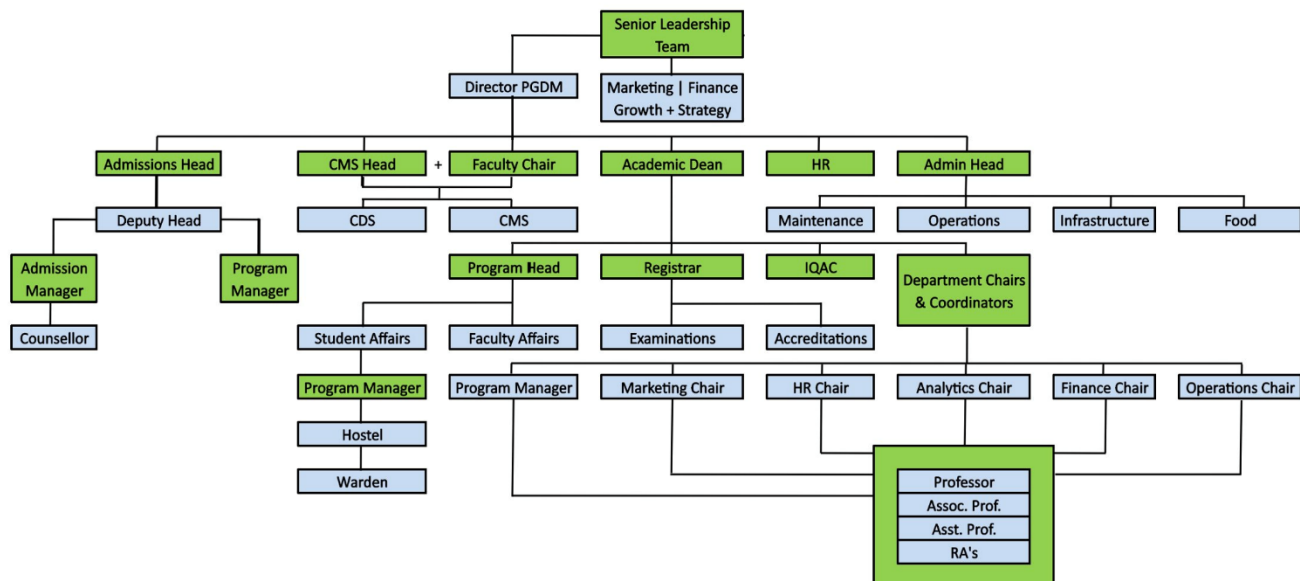 Senior Leadership
Team
Director PGDM
Marketing | Finance
Growth + Strategy
Admissions Head
CMS Head
+
Faculty Chair
Academic Dean
HR
Admin Head
Deputy Head
CDS
CMS
Maintenance
Operations
Infrastructure
Food
Admission
Manager
Program
Manager
Program Head
Registrar
IQAC
Department Chairs
& Coordinators
Counsellor
Student Affairs
Faculty Affairs
Examinations
Accreditations
Program Manager
Program Manager
Marketing Chair
HR Chair
Analytics Chair
Finance Chair
Operations Chair
Hostel
Warden
Professor
Assoc. Prof.
Asst. Prof.
RA's